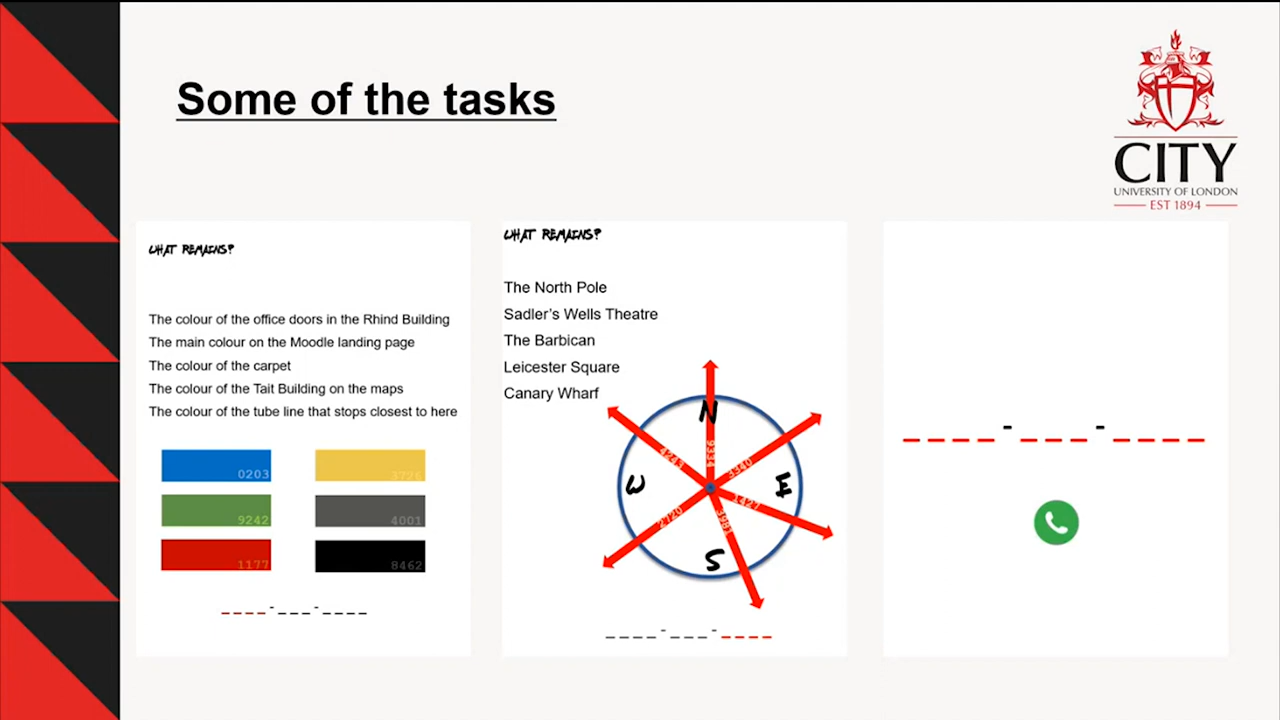 Some of the tasks
CITY
UNIVERSITY OF LONDON
EST 1894
WHAT REMAINS?
The colour of the office doors in the Rhind Building
The main colour on the Moodle landing page
The colour of the carpet
The colour of the Tait Building on the maps
The colour of the tube line that stops closest to here
0203
9242
4001
1177
8462
WHAT REMAINS?
The North Pole
Sadler's Wells Theatre
The Barbican
Leicester Square
Canary Wharf
N
9334
3340
W
E
1427
S